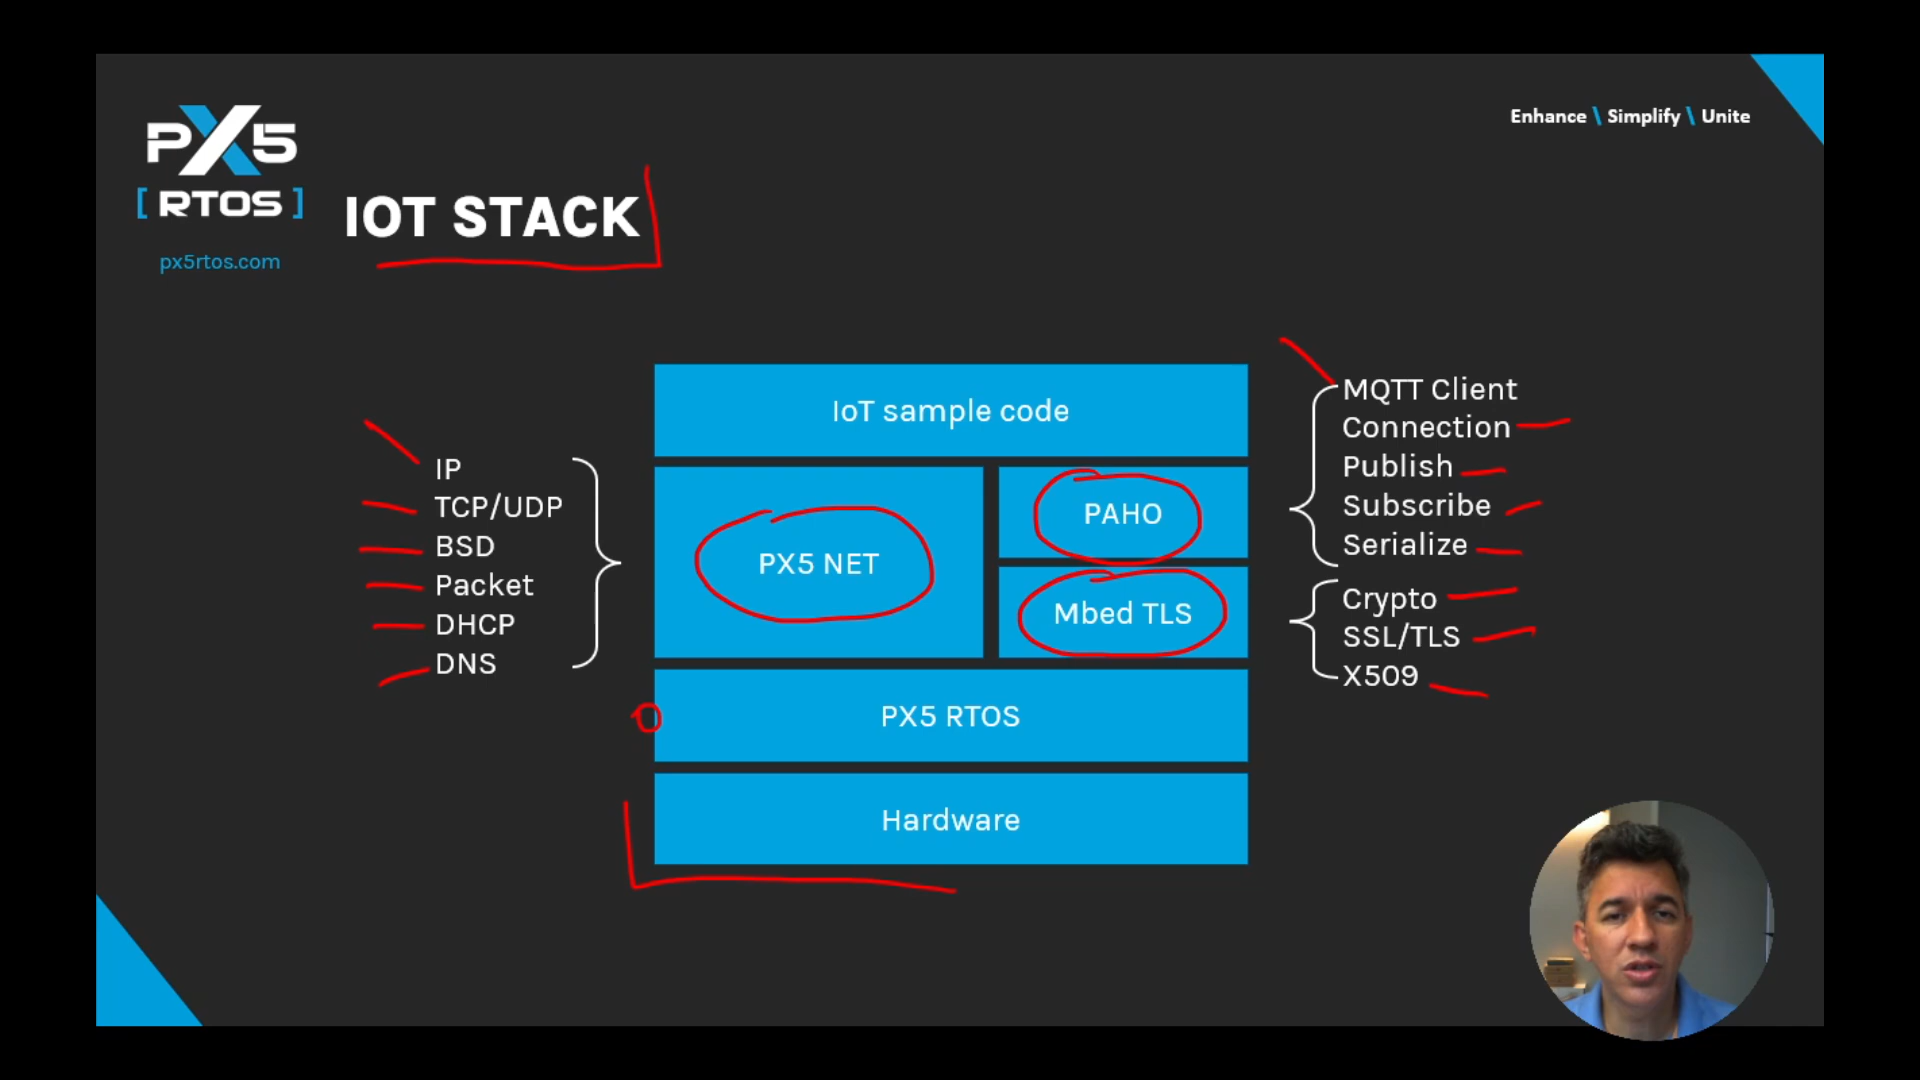 PX5
[RTOS]
px5rtos.com
IOT STACK
Enhance \ Simplify \ Unite
IP
TCP/UDP
BSD
Packet
DHCP
DNS
IoT sample code
PX5 NET
PAHO
Mbed TLS
PX5 RTOS
Hardware
MQTT Client
Connection
Publish
Subscribe
Serialize
Crypto
SSL/TLS
X509